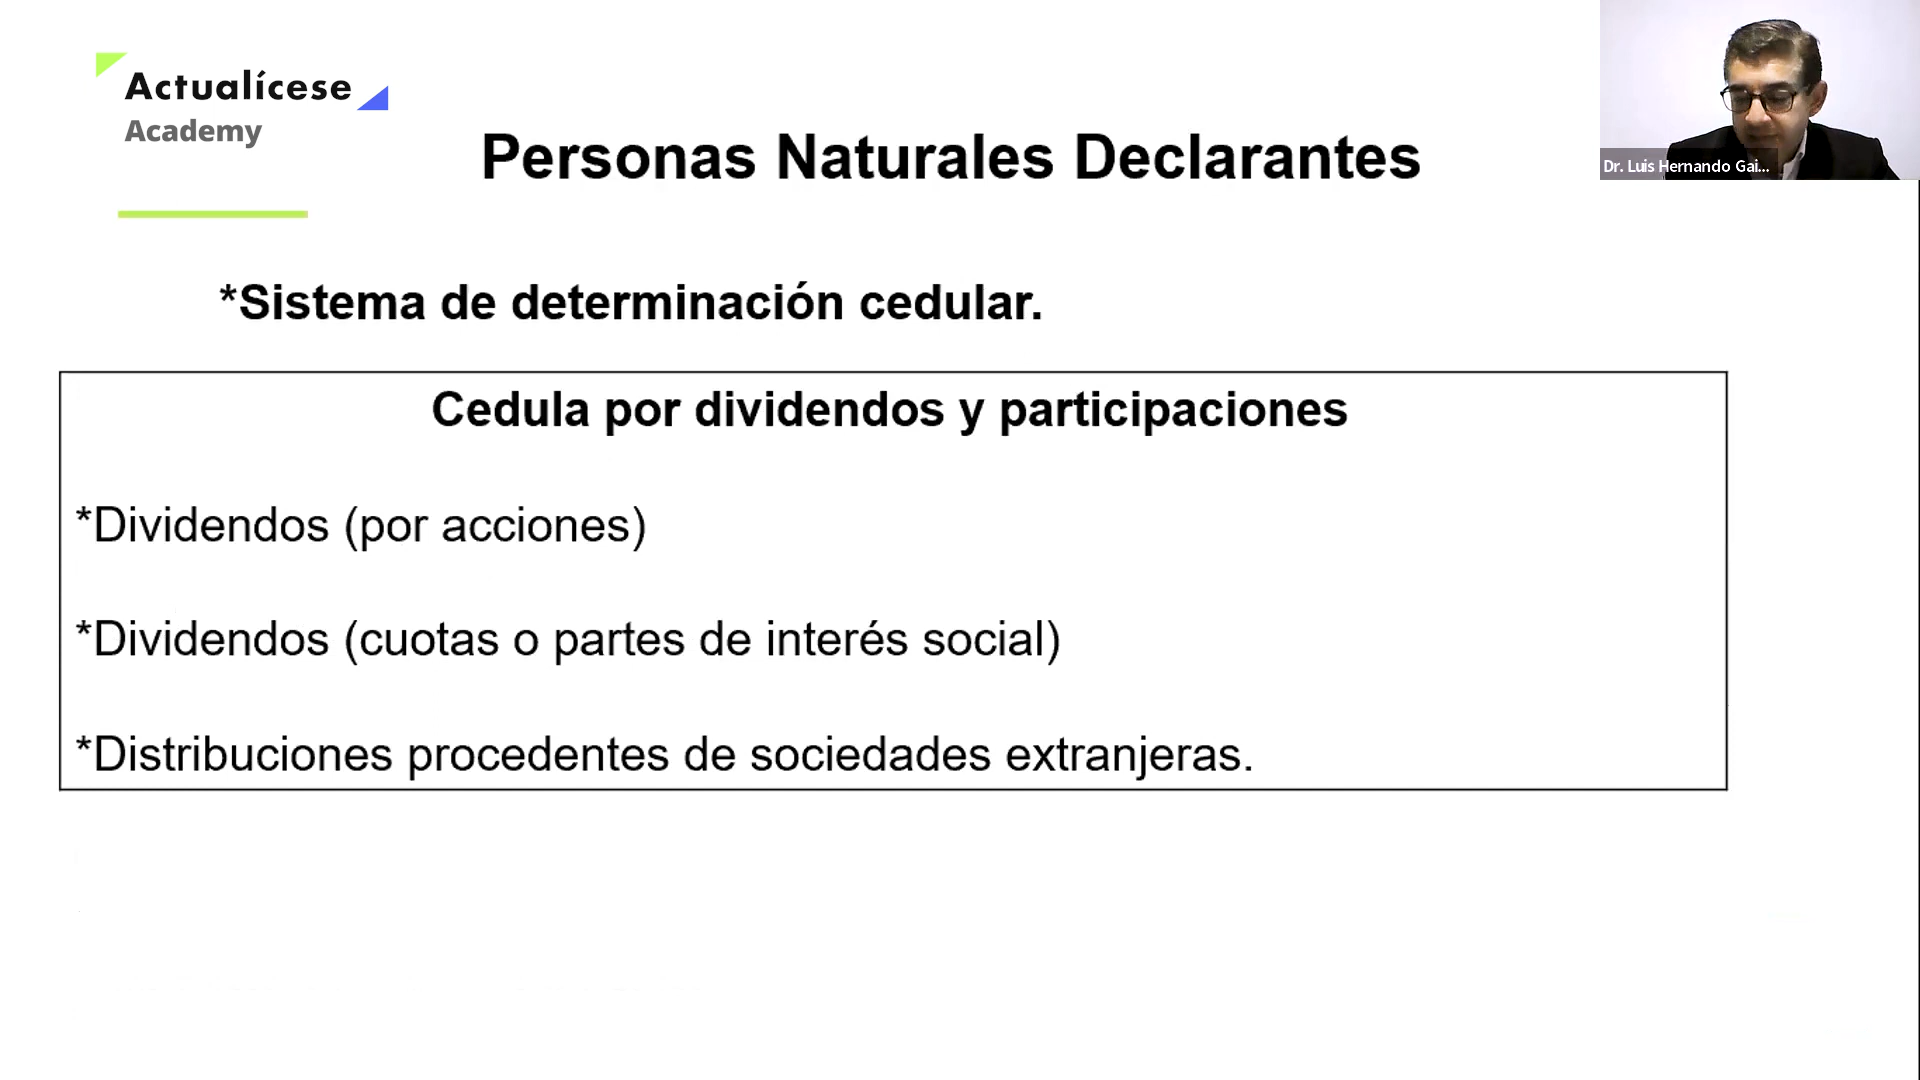 Actualícese
Academy
Personas Naturales Declarantes
Dr. Luis Hernando Gai...
*Sistema de determinación cedular.
Cedula por dividendos y participaciones
*Dividendos (por acciones)
*Dividendos (cuotas o partes de interés social)
*Distribuciones procedentes de sociedades extranjeras.